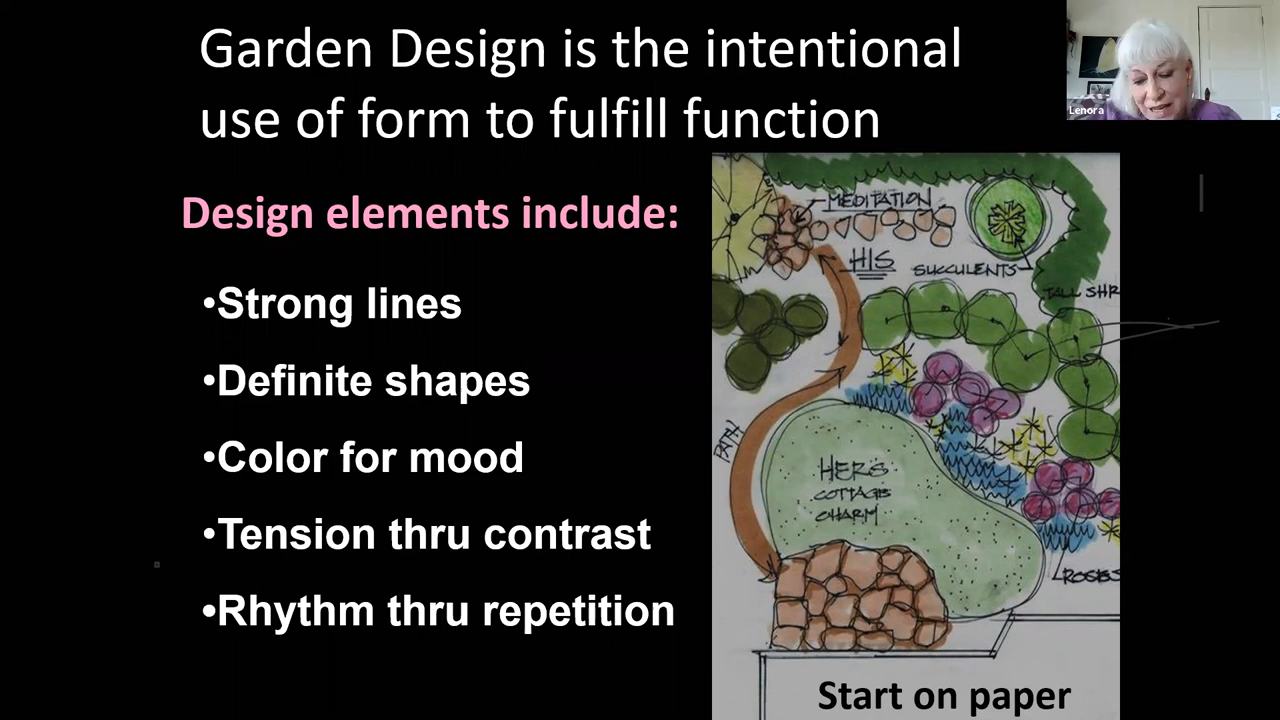 Garden Design is the intentional
use of form to fulfill function
Lenora
Design elements include:
•Strong lines
•Definite shapes
•Color for mood
•Tension thru contrast
•Rhythm thru repetition
MEDITATION
HIS
SUCCULENTS
TALL SHR
PATH
HERS
COTTAGE
CHARM
ROSES
Start on paper